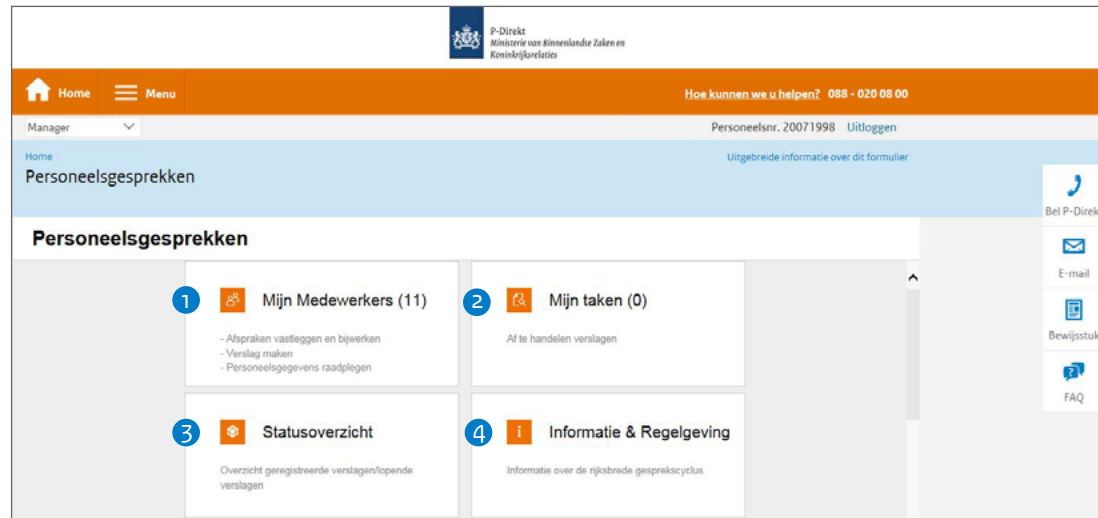 P-Direkt
Ministerie van Binnenlandse Zaken en
Koninkrijksrelaties
Home Menu
Hoe kunnen we u helpen? 088 - 020 08 00
Manager
Personeelsnr. 20071998 Uitloggen
Home
Uitgebreide informatie over dit formulier
Personeelsgesprekken
Bel P-Direk
E-mail
Bewijsstuk
FAQ
Personeelsgesprekken
1 Mijn Medewerkers (11)
- Afspraken vastleggen en bijwerken
- Verslag maken
- Personeelsgegevens raadplegen
2 Mijn taken (0)
Af te handelen verslagen
3 Statusoverzicht
Overzicht geregistreerde verslagen/lopende
verslagen
4 Informatie & Regelgeving
Informatie over de rijksbrede gesprekscyclus